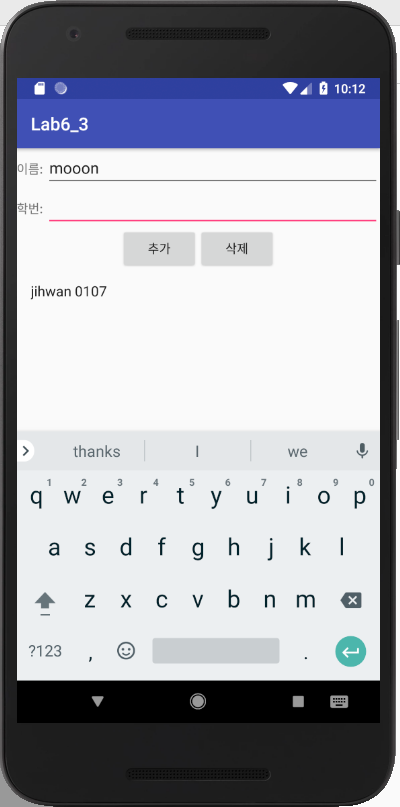 10:12
Lab6_3
이름: mooon
학번:
추가 삭제
jihwan 0107
thanks I we
1 2 3 4 5 6 7 8 9 0
q w e r t y u i o p
a s d f g h j k l
z x c v b n m
?123 , .